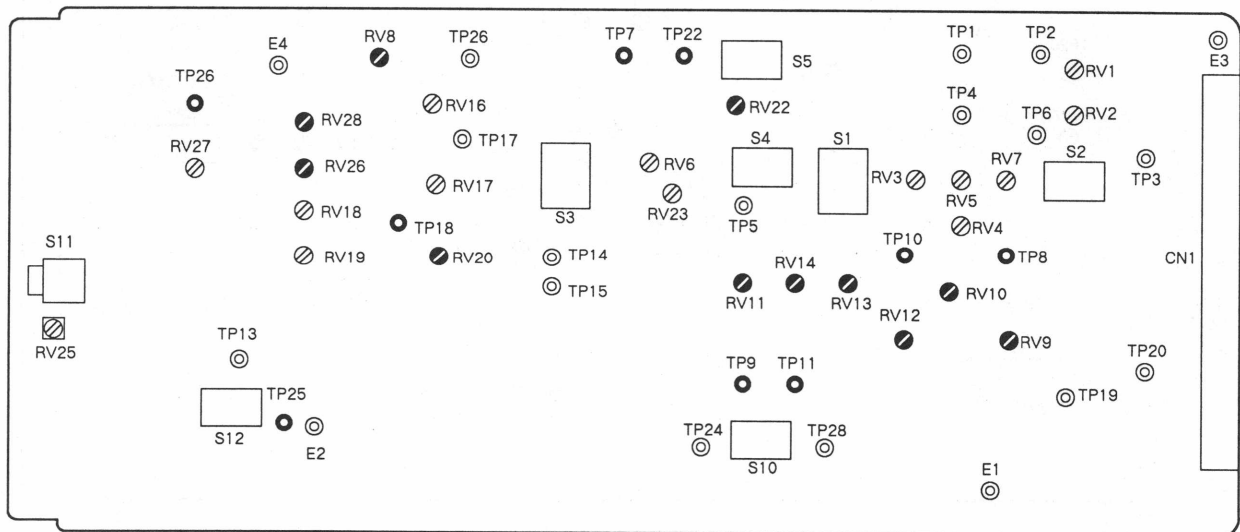 E4 RV8 TP26 TP7 TP22 S5 TP1 TP2 E3
TP26 RV1
RV28 RV16 RV22 TP4 TP6 RV2
RV27 TP17 S4 S1 RV7 S2
RV26 RV6 RV3 TP3
RV18 RV17 S3 RV23 TP5 RV5
TP18 RV4
S11 RV19 RV20 TP14 TP10 TP8 CN1
TP15 RV11 RV14 RV13 RV10
RV25 RV12 RV9
TP13 TP9 TP11 TP20
TP25 TP19
S12 E2 TP24 S10 TP28
E1